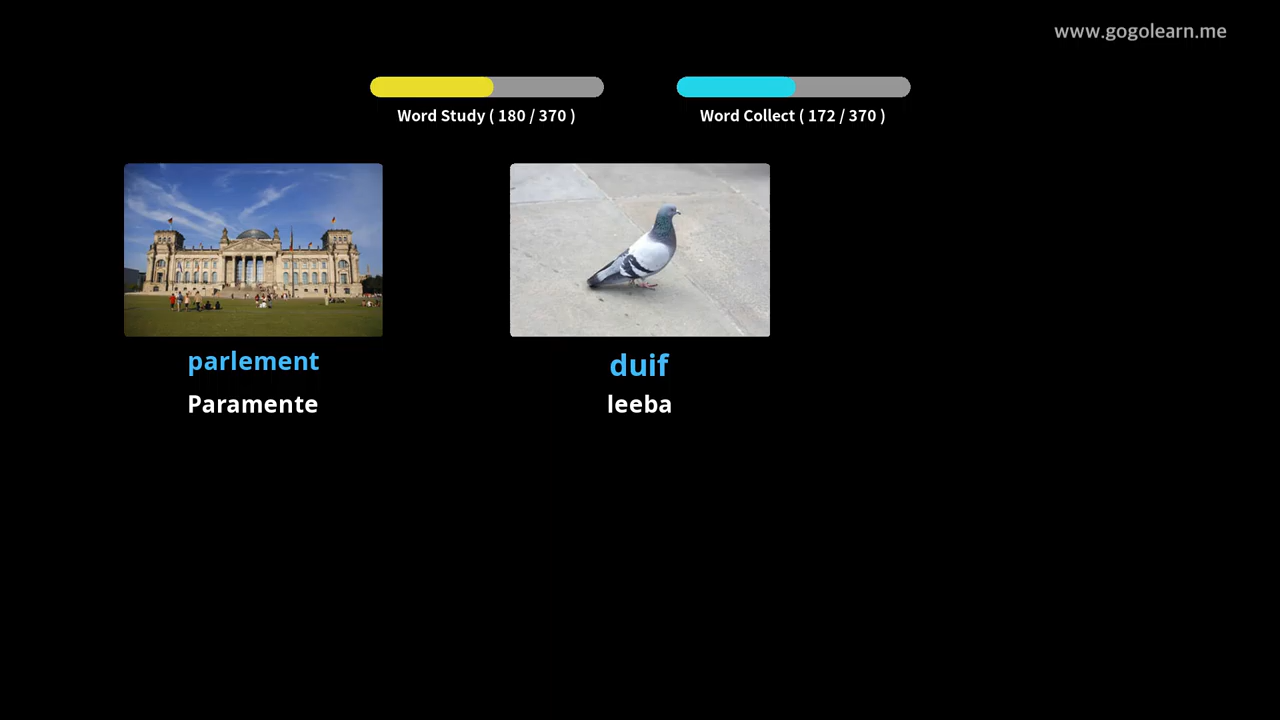 www.gogolearn.me
Word Study ( 180 / 370 )
Word Collect ( 172 / 370 )
parlement
Paramente
duif
leeba